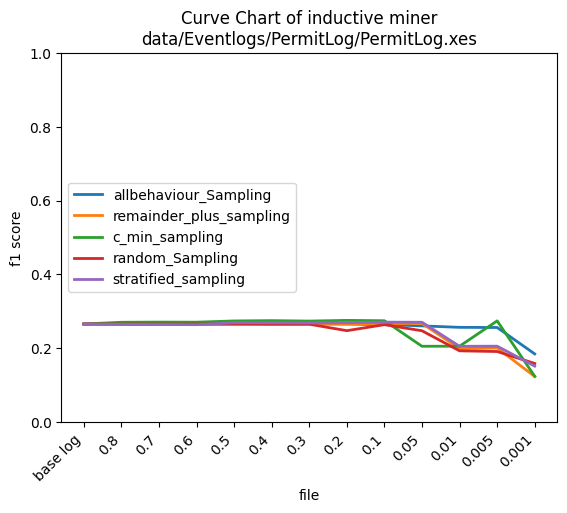 Curve Chart of inductive miner
data/Eventlogs/PermitLog/PermitLog.xes
1.0
0.8
0.6
0.4
0.2
0.0
f1 score
allbehaviour_Sampling
remainder_plus_sampling
c_min_sampling
random_Sampling
stratified_sampling
base log
0.8
0.7
0.6
0.5
0.4
0.3
0.2
0.1
0.05
0.01
0.005
0.001
file